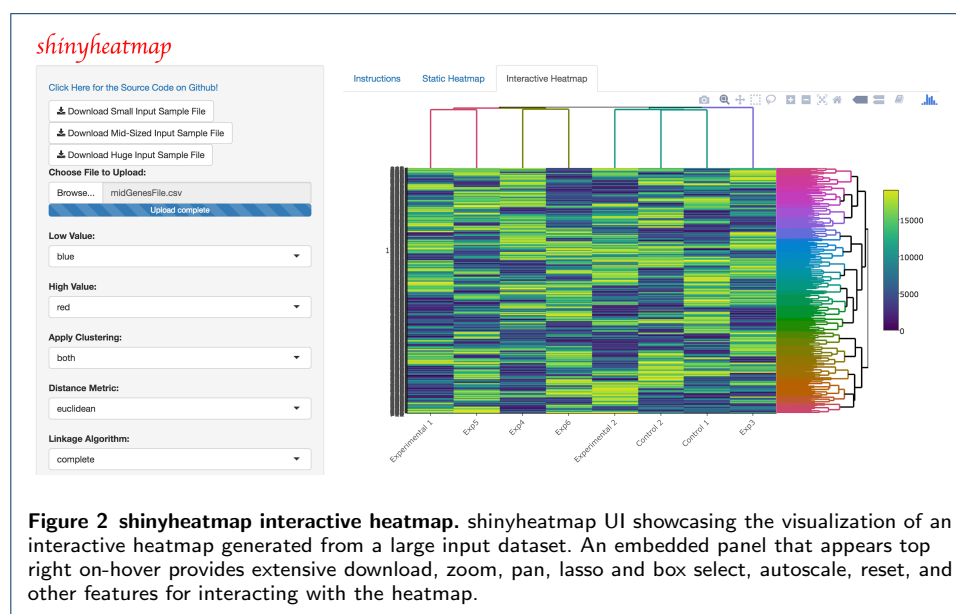 shinyheatmap
Click Here for the Source Code on Github!
Download Small Input Sample File
Download Mid-Sized Input Sample File
Download Huge Input Sample File
Choose File to Upload:
Browse... midGenesFile.csv
Upload complete
Low Value:
blue
High Value:
red
Apply Clustering:
both
Distance Metric:
euclidean
Linkage Algorithm:
complete
Instructions Static Heatmap Interactive Heatmap
1
15000
10000
5000
0
Experimental 1 Exp5 Exp4 Exp6 Experimental 2 Control 2 Control 1 Exp3
Figure 2 shinyheatmap interactive heatmap. shinyheatmap UI showcasing the visualization of an
interactive heatmap generated from a large input dataset. An embedded panel that appears top
right on-hover provides extensive download, zoom, pan, lasso and box select, autoscale, reset, and
other features for interacting with the heatmap.